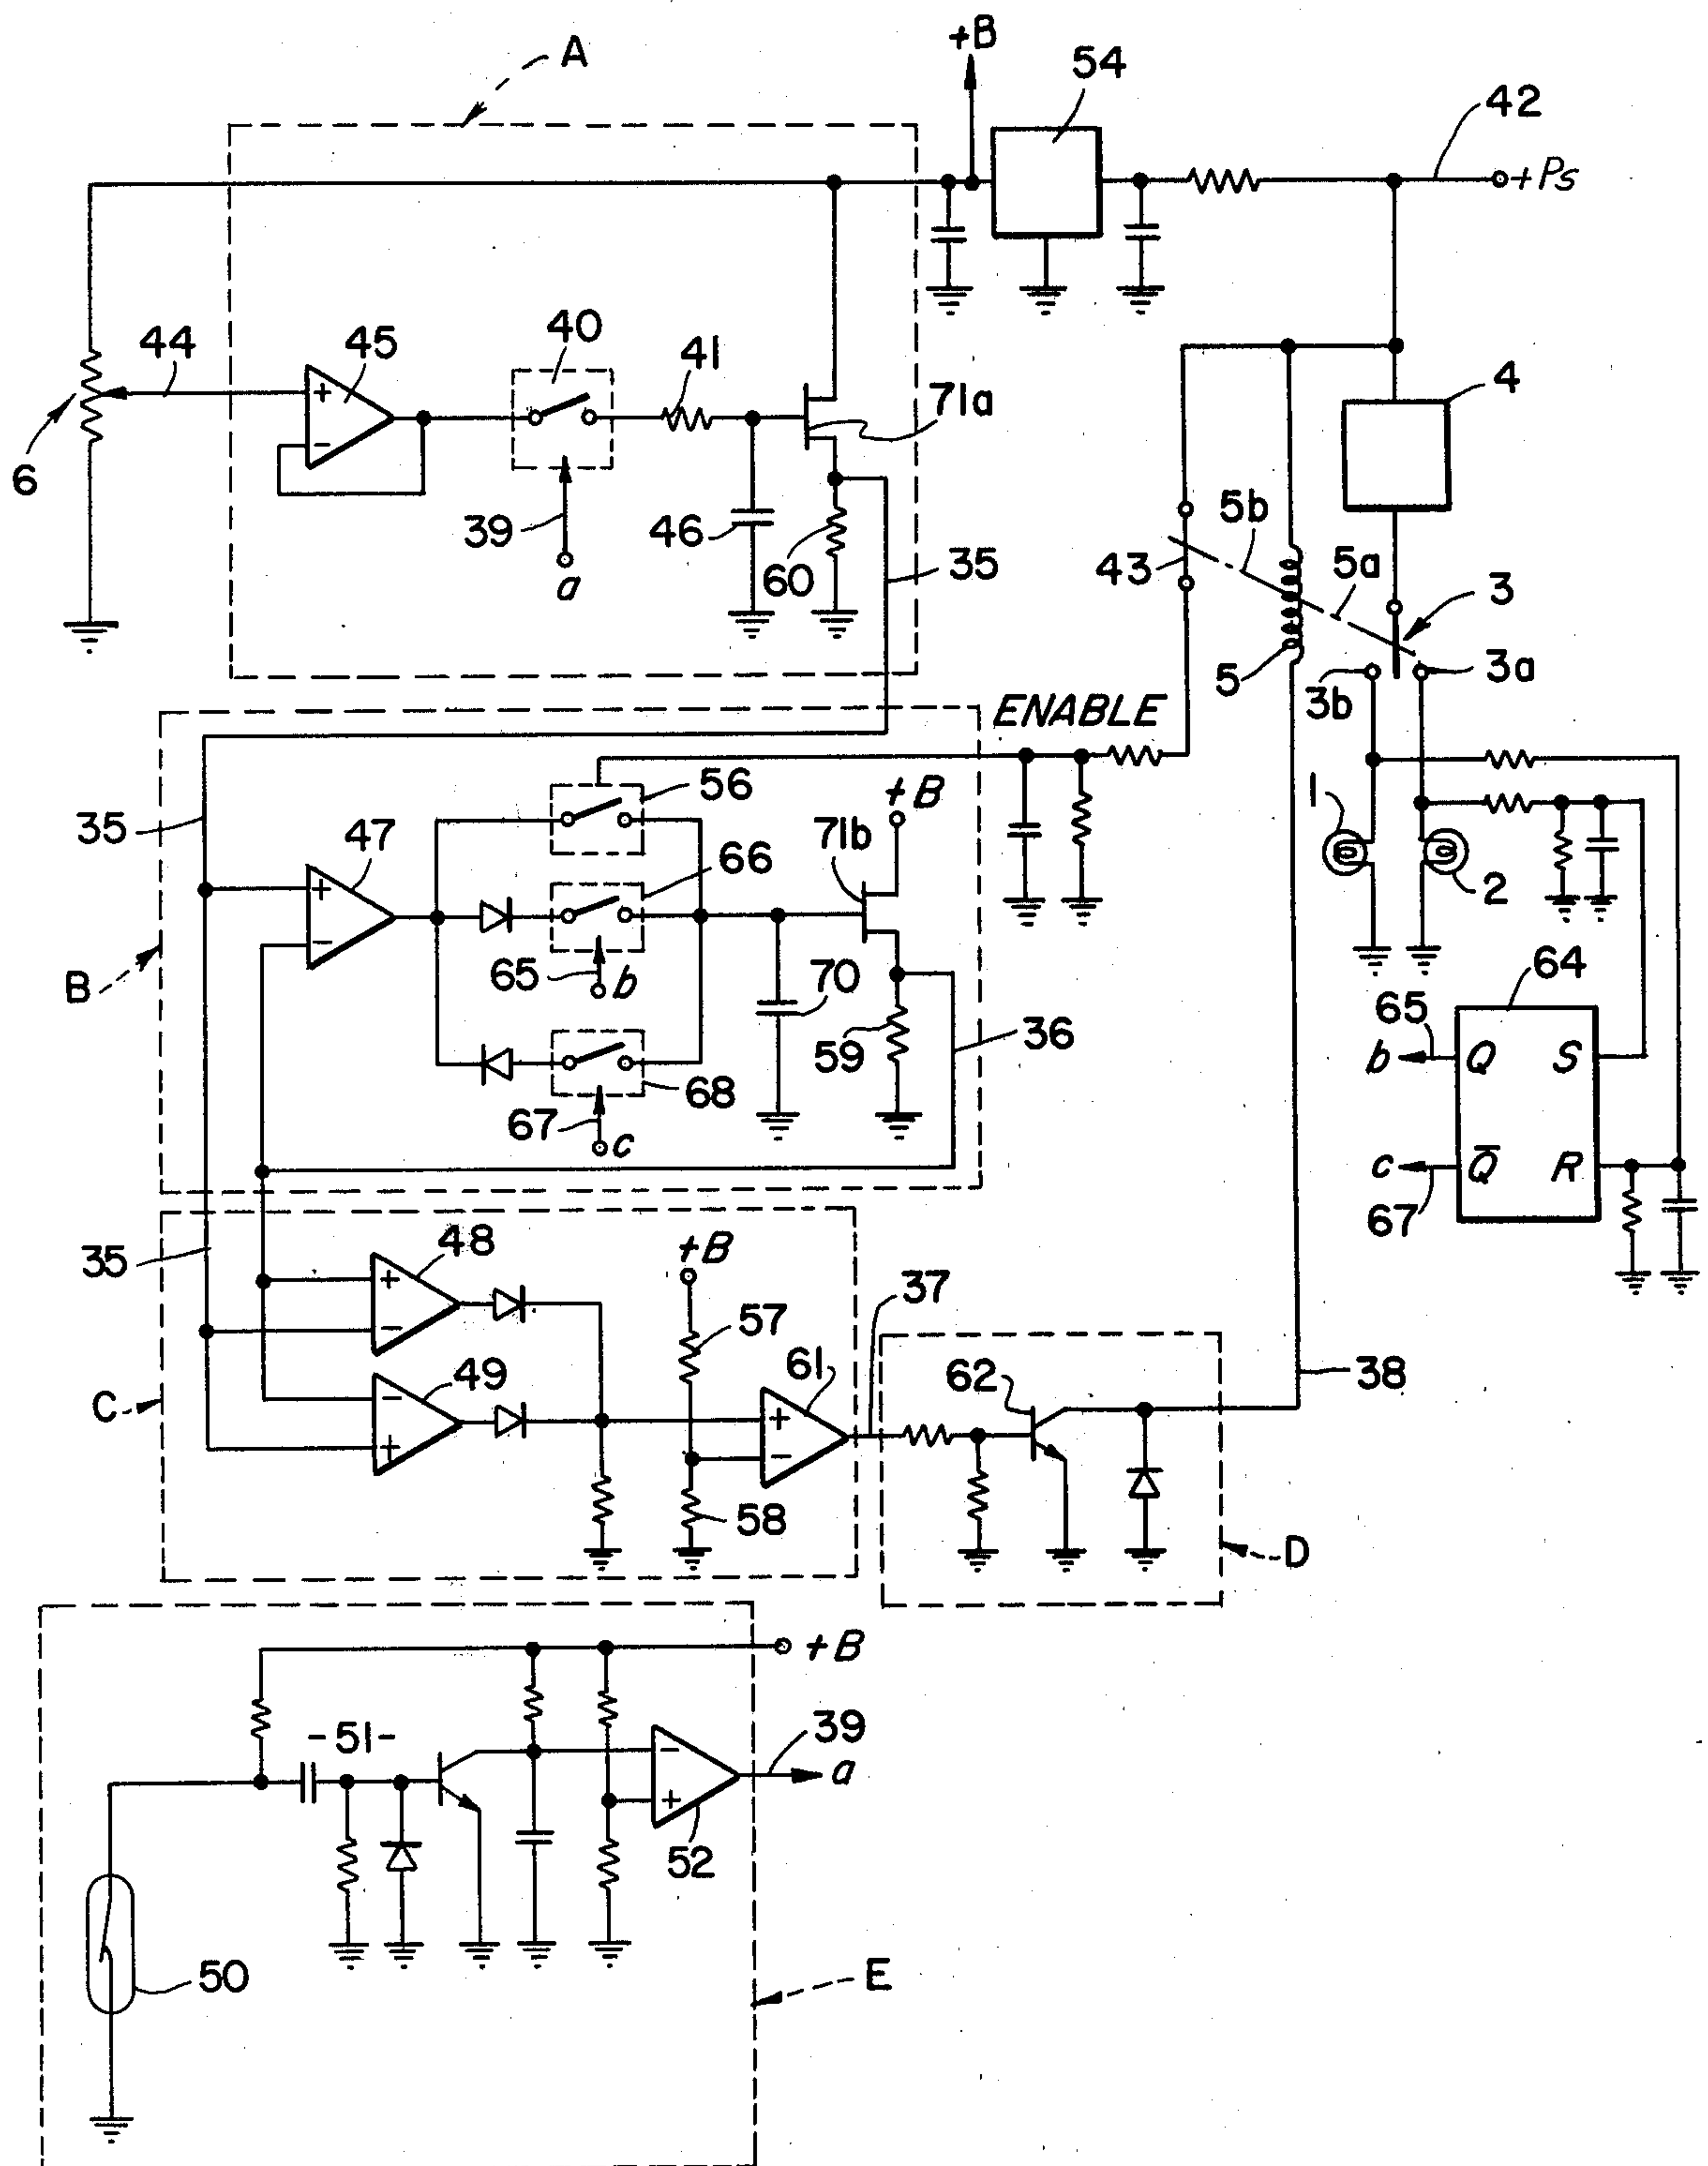 A
+B
54
42
+Ps
44
45
40
41
71a
4
6
39
a
46
60
35
43
5b
5a
3
5
3b
3a
ENABLE
56
+B
1
35
47
66
71b
2
B
65
b
70
59
36
64
65
b
Q
S
68
67
c
c
Q̅
R
67
35
48
+B
57
37
49
61
62
38
C
58
D
+B
-51-
39
a
52
50
E
+
-
+
-
+
-
-
+
+
-
-
+